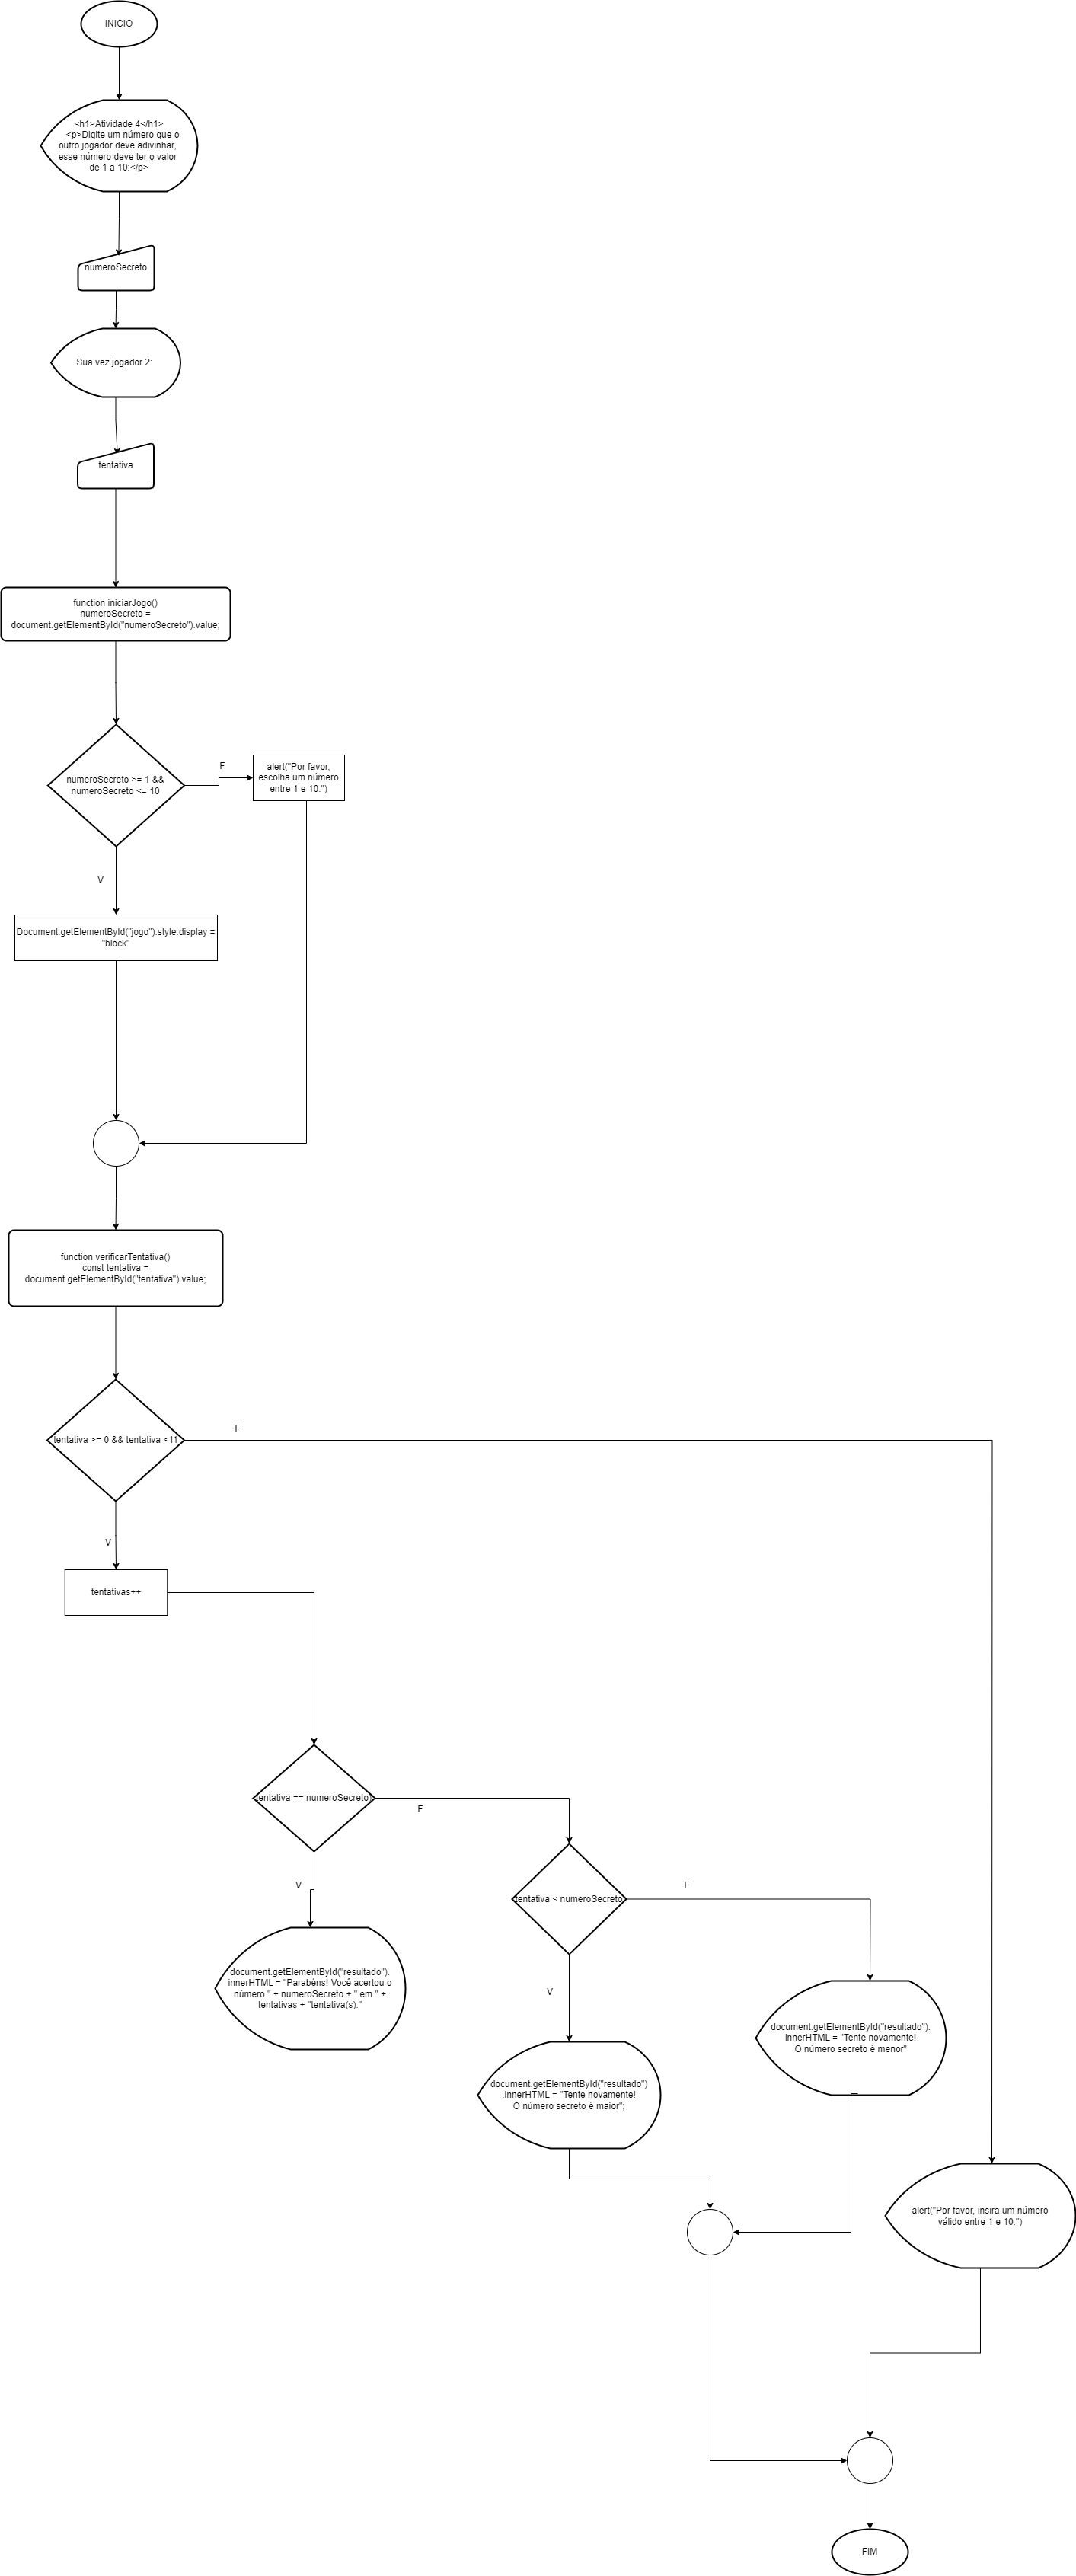 INICIO
<h1>Atividade 4</h1>
<p>Digite um número que o
outro jogador deve adivinhar,
esse número deve ter o valor
de 1 a 10:</p>
numeroSecreto
Sua vez jogador 2:
tentativa
function iniciarJogo()
numeroSecreto =
document.getElementById("numeroSecreto").value;
numeroSecreto >= 1 &&
numeroSecreto <= 10
F
alert("Por favor,
escolha um número
entre 1 e 10.")
V
Document.getElementById("jogo").style.display =
"block"
function verificarTentativa()
const tentativa =
document.getElementById("tentativa").value;
tentativa >= 0 && tentativa <11
F
V
tentativas++
tentativa == numeroSecreto)
F
V
tentativa < numeroSecreto
F
V
document.getElementById("resultado").
innerHTML = "Parabéns! Você acertou o
número " + numeroSecreto + " em " +
tentativas + "tentativa(s)."
document.getElementById("resultado").
innerHTML = "Tente novamente!
O número secreto é menor"
document.getElementById("resultado")
.innerHTML = "Tente novamente!
O número secreto é maior";
alert("Por favor, insira um número
válido entre 1 e 10.")
FIM